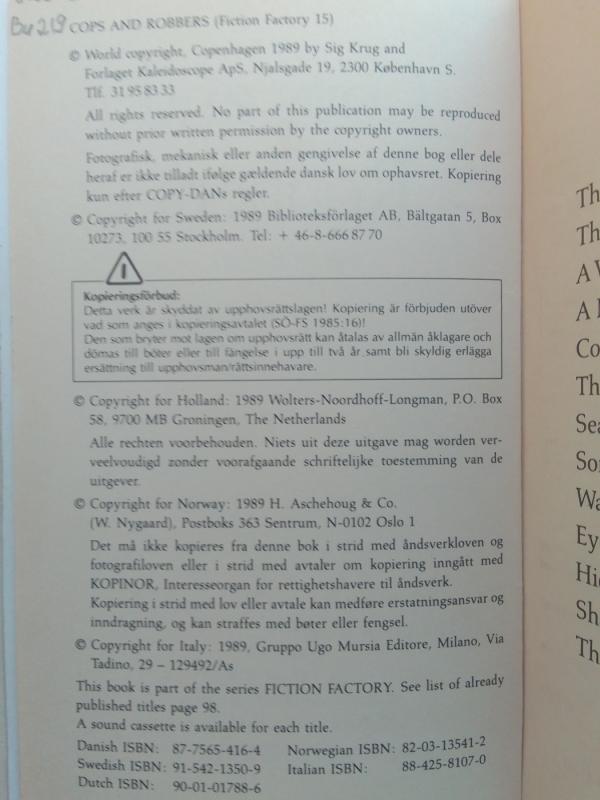 Bu 219
COPS AND ROBBERS (Fiction Factory 15)
© World copyright, Copenhagen 1989 by Sig Krug and
Forlaget Kaleidoscope ApS, Njalsgade 19, 2300 København S.
Tlf. 31 95 83 33
All rights reserved. No part of this publication may be reproduced
without prior written permission by the copyright owners.
Fotografisk, mekanisk eller anden gengivelse af denne bog eller dele
heraf er ikke tilladt ifølge gældende dansk lov om ophavsret. Kopiering
kun efter COPY-DANs regler.
© Copyright for Sweden: 1989 Biblioteksförlaget AB, Bältgatan 5, Box
10273, 100 55 Stockholm. Tel: + 46-8-666 87 70
Kopieringsförbud:
Detta verk är skyddat av upphovsrättslagen! Kopiering är förbjuden utöver
vad som anges i kopieringsavtalet (SÖ-FS 1985:16)!
Den som bryter mot lagen om upphovsrätt kan åtalas av allmän åklagare och
dömas till böter eller till fängelse i upp till två år samt bli skyldig erlägga
ersättning till upphovsman/rättsinnehavare.
© Copyright for Holland: 1989 Wolters-Noordhoff-Longman, P.O. Box
58, 9700 MB Groningen, The Netherlands
Alle rechten voorbehouden. Niets uit deze uitgave mag worden ver-
veelvoudigd zonder voorafgaande schriftelijke toestemming van de
uitgever.
© Copyright for Norway: 1989 H. Aschehoug & Co.
(W. Nygaard), Postboks 363 Sentrum, N-0102 Oslo 1
Det må ikke kopieres fra denne bok i strid med åndsverkloven og
fotografiloven eller i strid med avtaler om kopiering inngått med
KOPINOR, Interesseorgan for rettighetshavere til åndsverk.
Kopiering i strid med lov eller avtale kan medføre erstatningsansvar og
inndragning, og kan straffes med bøter eller fengsel.
© Copyright for Italy: 1989, Gruppo Ugo Mursia Editore, Milano, Via
Tadino, 29 – 129492/As
This book is part of the series FICTION FACTORY. See list of already
published titles page 98.
A sound cassette is available for each title.
Danish ISBN: 87-7565-416-4 Norwegian ISBN: 82-03-13541-2
Swedish ISBN: 91-542-1350-9 Italian ISBN: 88-425-8107-0
Dutch ISBN: 90-01-01788-6
Th
Th
A
A
Co
Th
Sea
Wa
Ey
Hi
Sh
Th